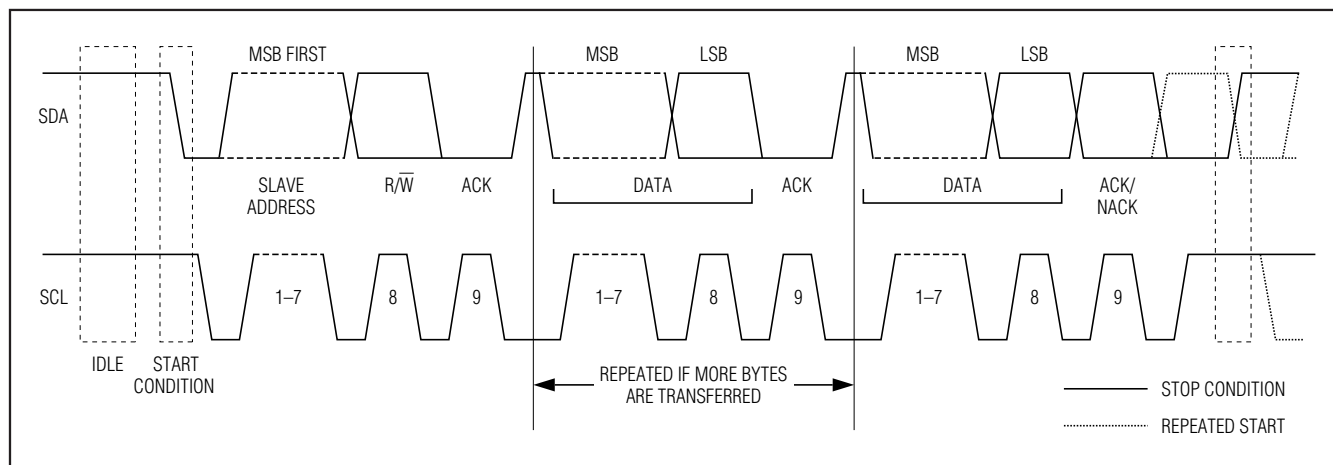 MSB FIRST
MSB
LSB
MSB
LSB
SDA
SLAVE
ADDRESS
R/W̅
ACK
DATA
ACK
DATA
ACK/
NACK
SCL
1–7
8
9
1–7
8
9
1–7
8
9
IDLE
START
CONDITION
REPEATED IF MORE BYTES
ARE TRANSFERRED
STOP CONDITION
REPEATED START